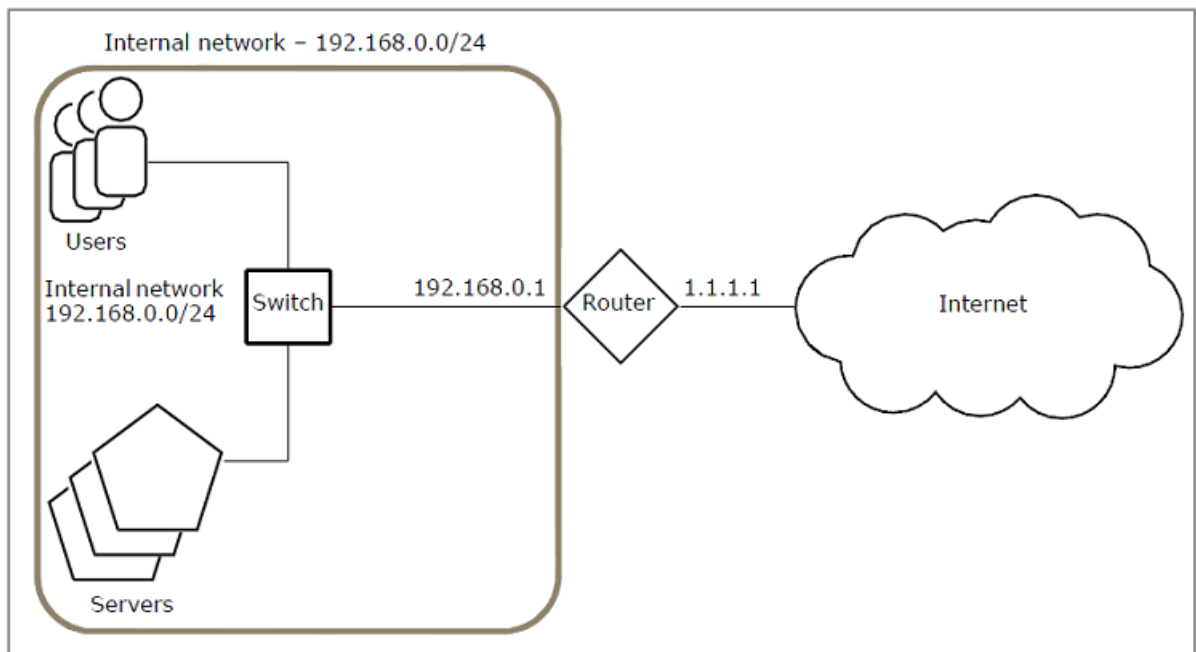 Internal network – 192.168.0.0/24
Users
Internal network
192.168.0.0/24
Switch
192.168.0.1
Router
1.1.1.1
Internet
Servers